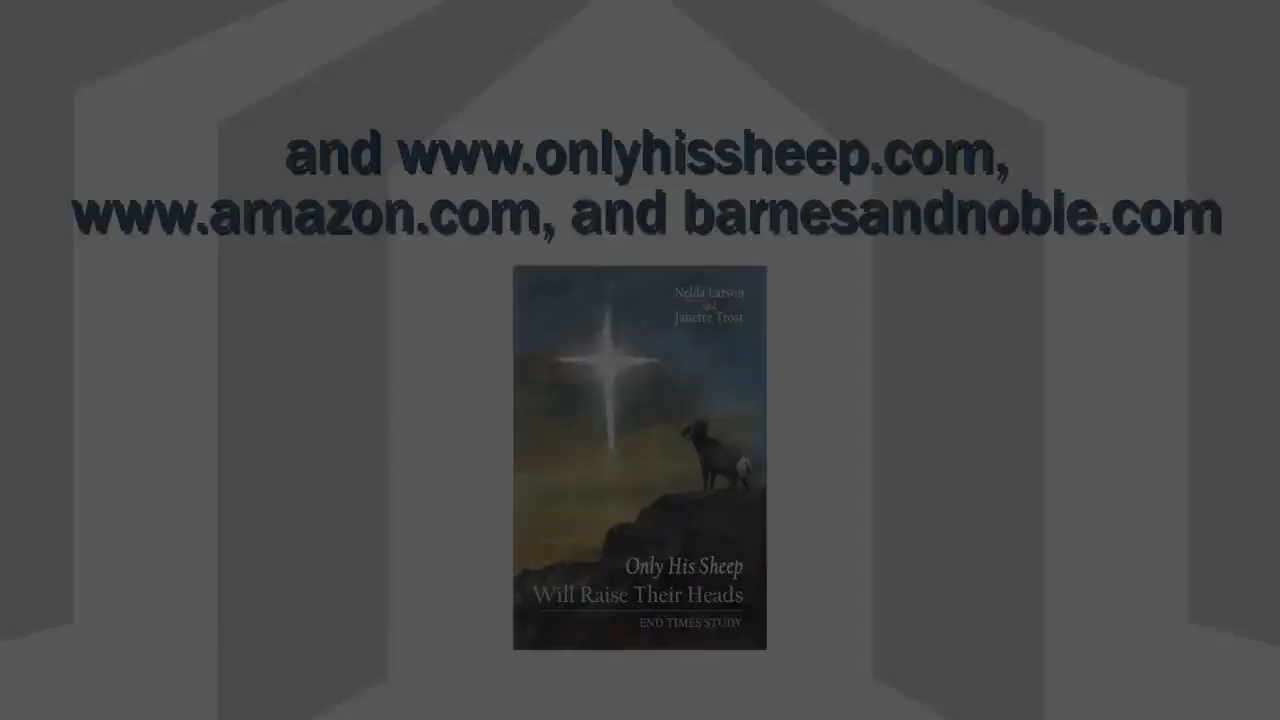 and www.onlyhissheep.com,
www.amazon.com, and barnesandnoble.com
Nelda Larson
and
Janette Trost
Only His Sheep
Will Raise Their Heads
END TIMES STUDY